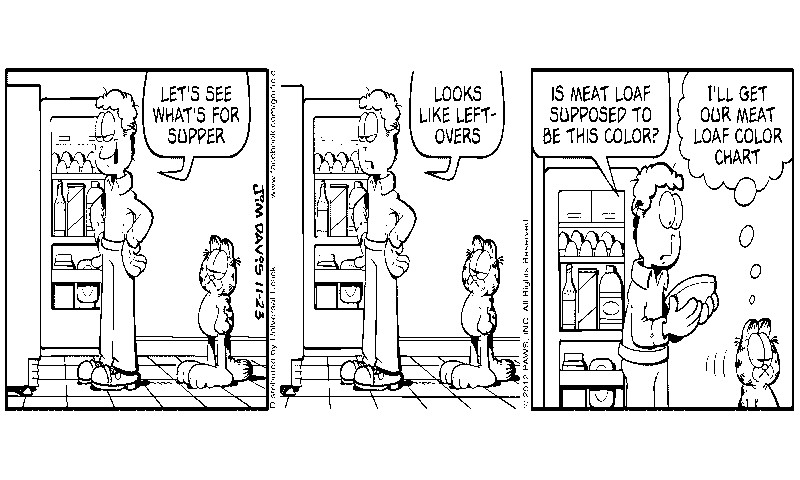 LET'S SEE
WHAT'S FOR
SUPPER
JIM DAVIS 11-23
LOOKS
LIKE LEFT-
OVERS
© 2012 PAWS, INC. All Rights Reserved.
IS MEAT LOAF
SUPPOSED TO
BE THIS COLOR?
I'LL GET
OUR MEAT
LOAF COLOR
CHART